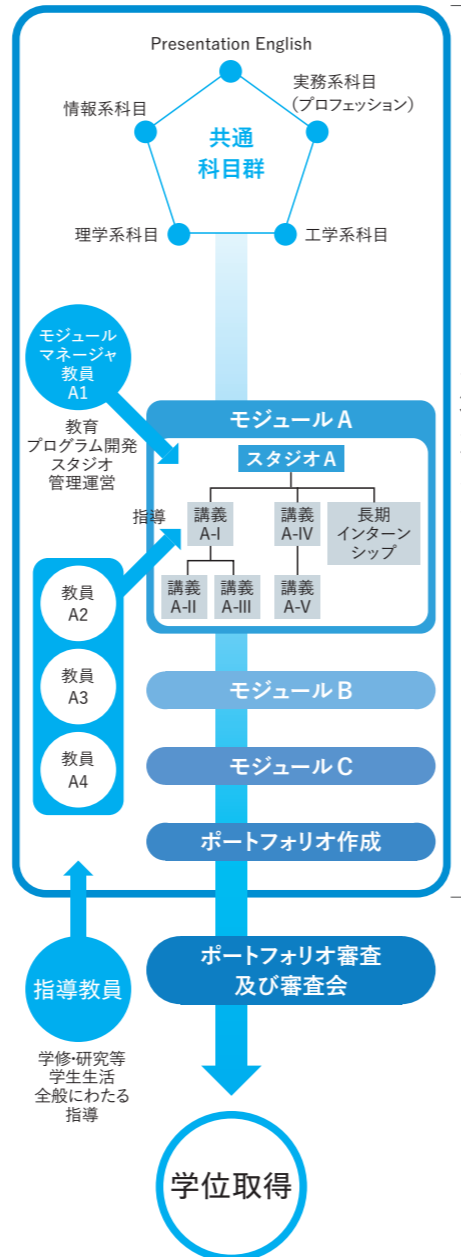 Presentation English
実務系科目
(プロフェッション)
情報系科目
共通
科目群
理学系科目
工学系科目
モジュール
マネージャ
教員
A1
教育
プログラム開発
スタジオ
管理運営
モジュールA
スタジオA
指導
講義
A-I
講義
A-IV
長期
インターン
シップ
講義
A-II
講義
A-III
講義
A-V
教員
A2
教員
A3
教員
A4
モジュールB
モジュールC
ポートフォリオ作成
ポートフォリオ審査
及び審査会
指導教員
学修・研究等
学生生活
全般にわたる
指導
学位取得